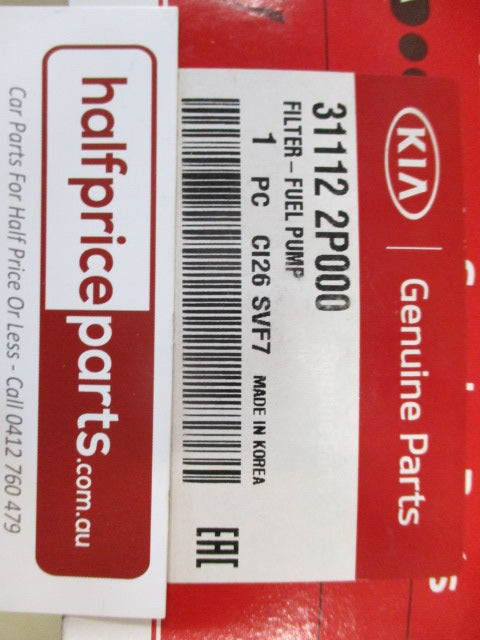 KIA | Genuine Parts
31112 2P000
FILTER-FUEL PUMP
1 PC CI26 SVF7 MADE IN KOREA
EAC
halfpriceparts.com.au
Car Parts For Half Price Or Less - Call 0412 760 479